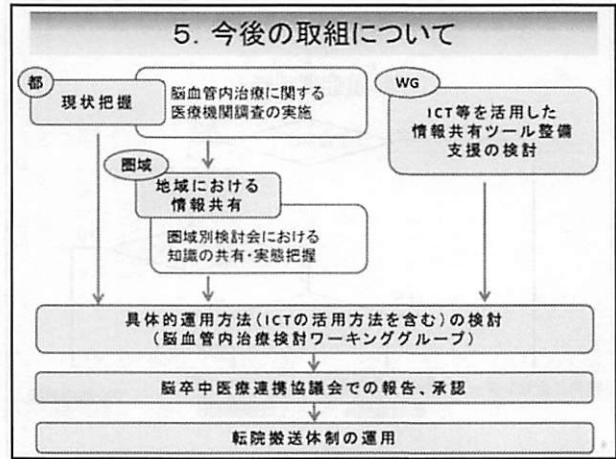 5．今後の取組について
都
現状把握
脳血管内治療に関する
医療機関調査の実施
WG
ICT等を活用した
情報共有ツール整備
支援の検討
圏域
地域における
情報共有
圏域別検討会における
知識の共有・実態把握
具体的運用方法（ICTの活用方法を含む）の検討
（脳血管内治療検討ワーキンググループ）
脳卒中医療連携協議会での報告、承認
転院搬送体制の運用